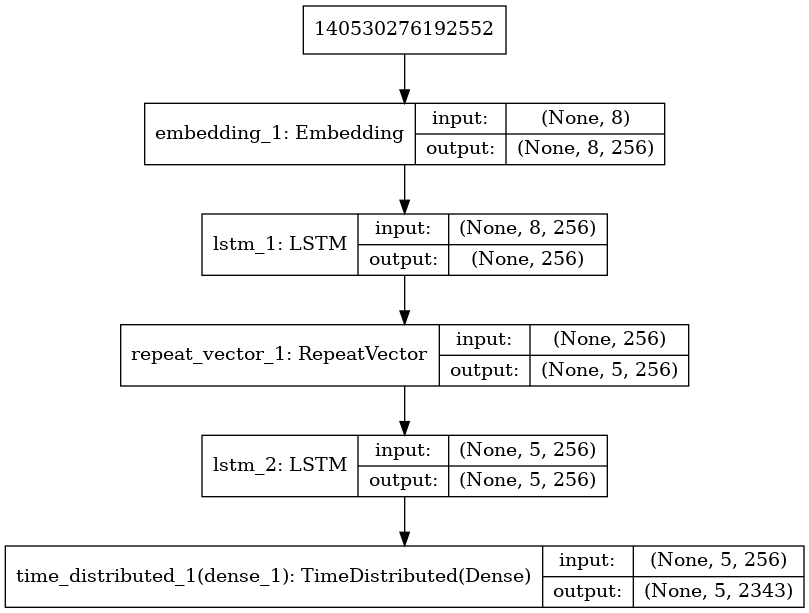 140530276192552
embedding_1: Embedding
input: (None, 8)
output: (None, 8, 256)
lstm_1: LSTM
input: (None, 8, 256)
output: (None, 256)
repeat_vector_1: RepeatVector
input: (None, 256)
output: (None, 5, 256)
lstm_2: LSTM
input: (None, 5, 256)
output: (None, 5, 256)
time_distributed_1(dense_1): TimeDistributed(Dense)
input: (None, 5, 256)
output: (None, 5, 2343)